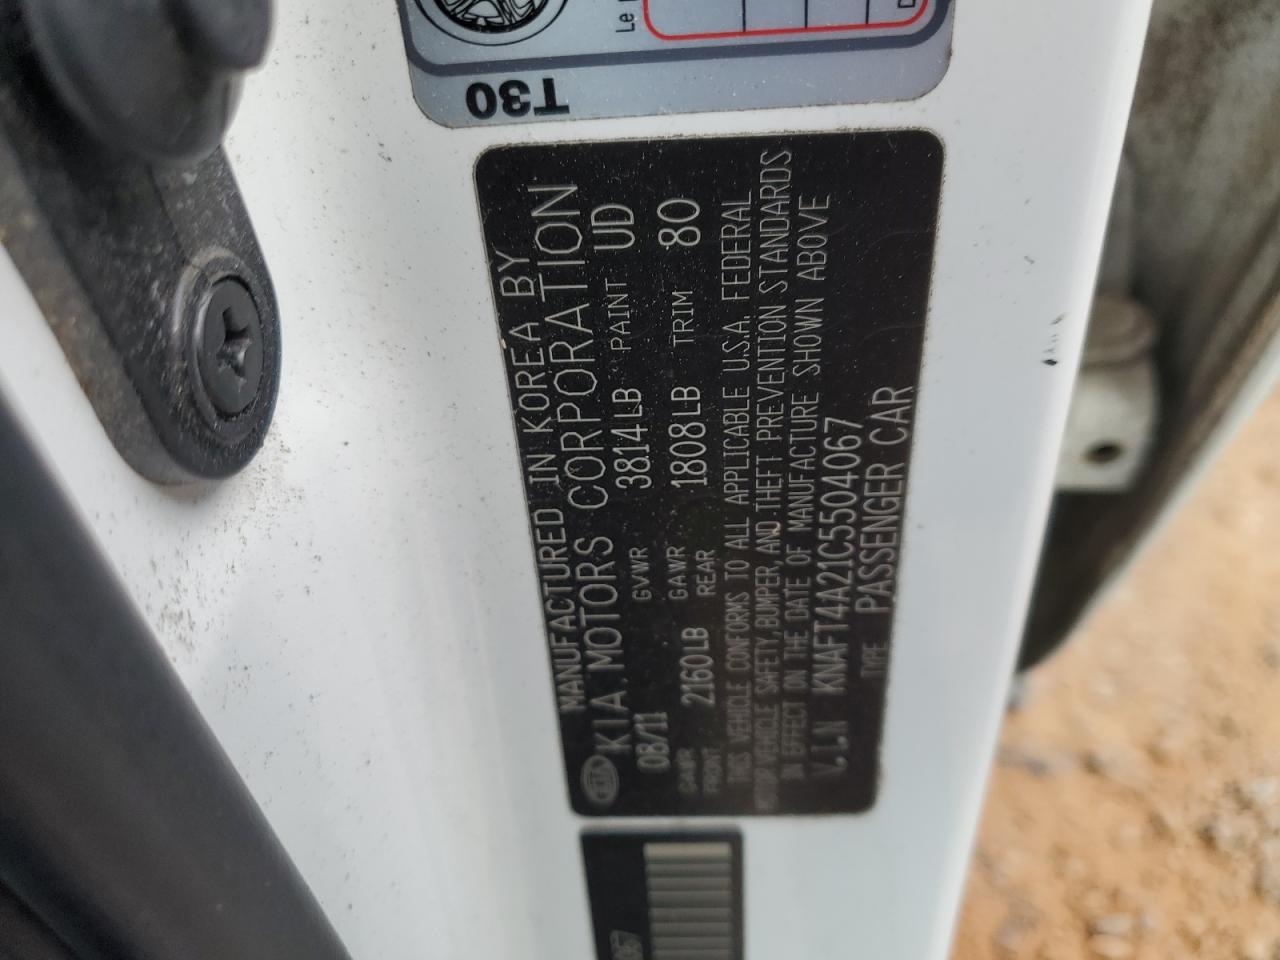 Le
T30
MANUFACTURED IN KOREA BY
KIA KIA MOTORS CORPORATION
08/11 GVWR 3814LB PAINT UD
GAWR FRONT 2160LB GAWR REAR 1808LB TRIM 80
THIS VEHICLE CONFORMS TO ALL APPLICABLE U.S.A. FEDERAL
MOTOR VEHICLE SAFETY, BUMPER, AND THEFT PREVENTION STANDARDS
IN EFFECT ON THE DATE OF MANUFACTURE SHOWN ABOVE
V.I.N KNAFT4A21C5504067
TYPE PASSENGER CAR